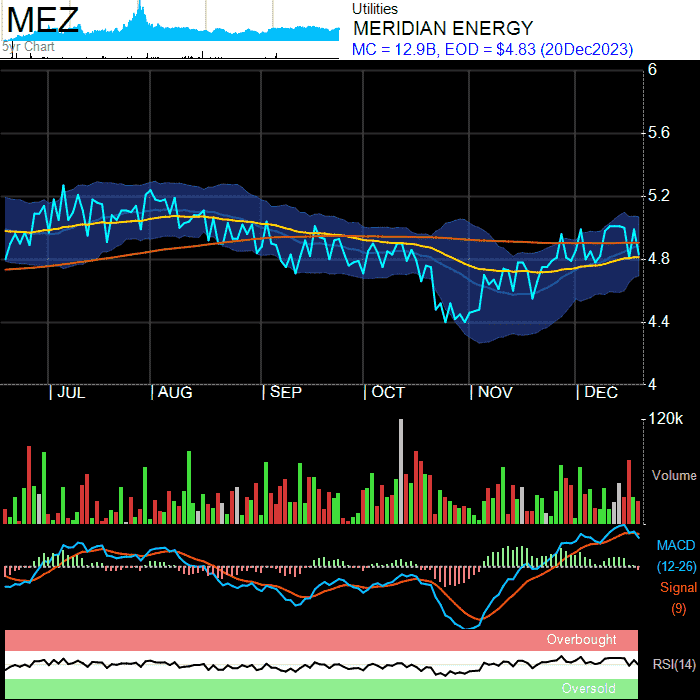 MEZ
5yr Chart
Utilities
MERIDIAN ENERGY
MC = 12.9B, EOD = $4.83 (20Dec2023)
6
5.6
5.2
4.8
4.4
4
JUL AUG SEP OCT NOV DEC
120k
Volume
MACD
(12-26)
Signal
(9)
Overbought
RSI(14)
Oversold